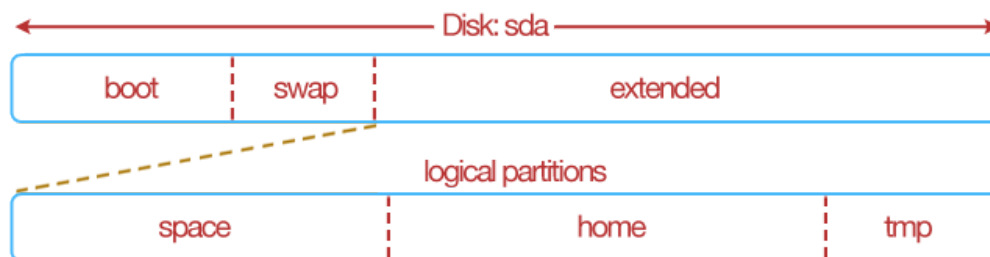 Disk: sda
boot swap extended
logical partitions
space home tmp